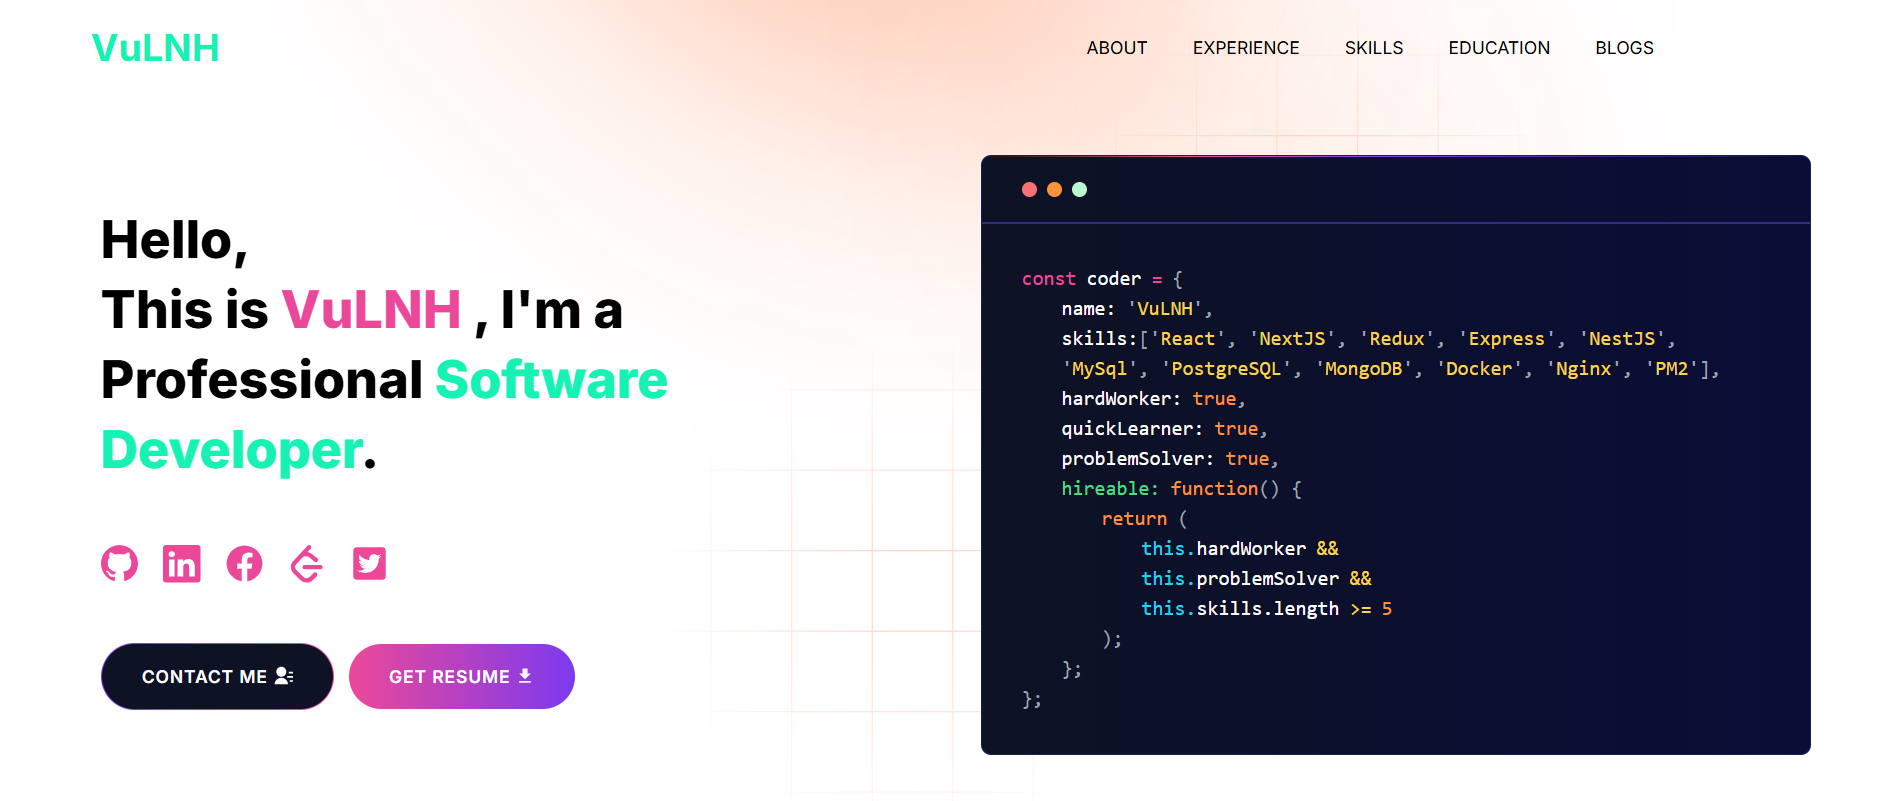 VuLNH
ABOUT EXPERIENCE SKILLS EDUCATION BLOGS
Hello,
This is VuLNH , I'm a
Professional Software
Developer.
CONTACT ME
GET RESUME
const coder = {
name: 'VuLNH',
skills:['React', 'NextJS', 'Redux', 'Express', 'NestJS',
'MySql', 'PostgreSQL', 'MongoDB', 'Docker', 'Nginx', 'PM2'],
hardWorker: true,
quickLearner: true,
problemSolver: true,
hireable: function() {
return (
this.hardWorker &&
this.problemSolver &&
this.skills.length >= 5
);
};
};